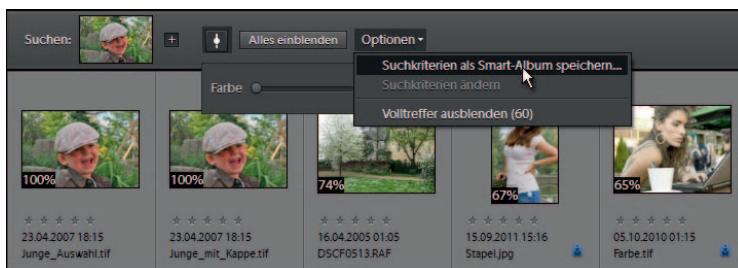 Suchen:
Alles einblenden
Optionen
Suchkriterien als Smart-Album speichern...
Suchkriterien ändern
Farbe
Volltreffer ausblenden (60)
100%
100%
74%
67%
65%
23.04.2007 18:15
23.04.2007 18:15
16.04.2005 01:05
15.09.2011 15:16
05.10.2010 01:15
Junge_Auswahl.tif
Junge_mit_Kappe.tif
DSCF0513.RAF
Stapel.jpg
Farbe.tif